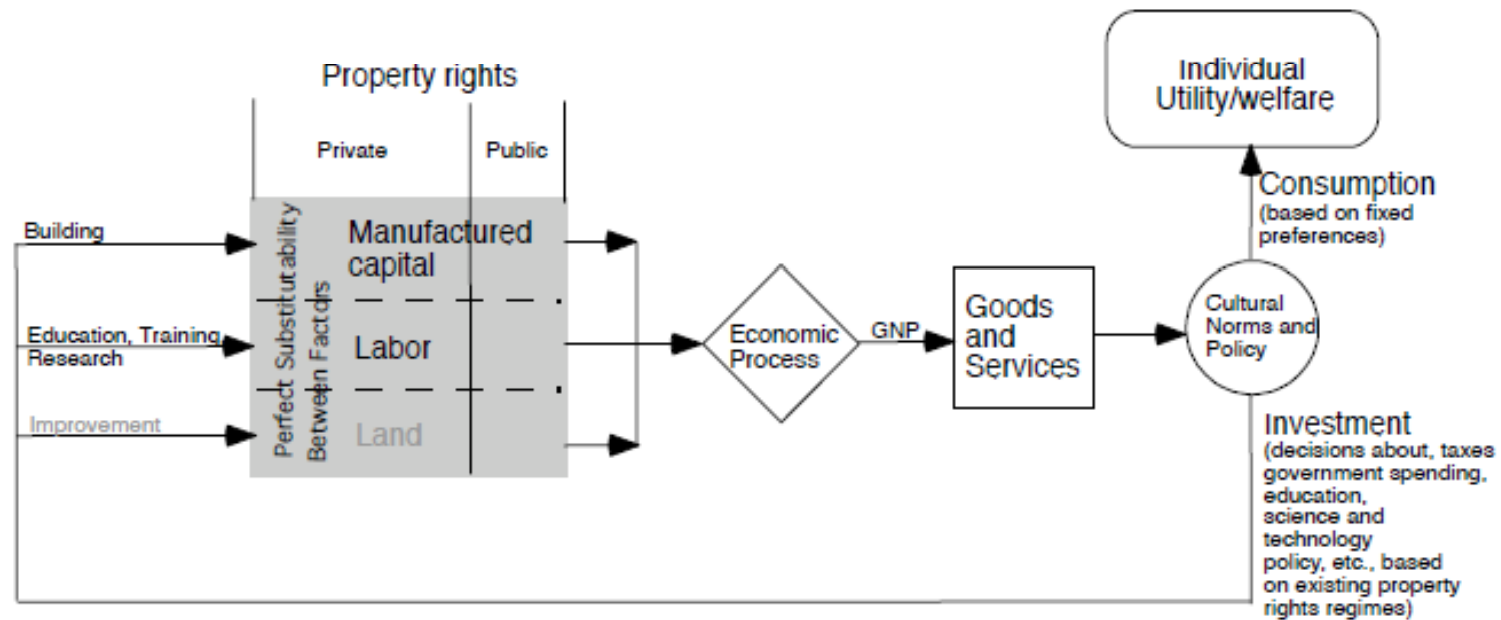 Property rights
Private
Public
Building
Education, Training
Research
Improvement
Perfect Substitutability
Between Factors
Manufactured
capital
Labor
Land
Economic
Process
GNP
Goods
and
Services
Cultural
Norms and
Policy
Individual
Utility/welfare
Consumption
(based on fixed
preferences)
Investment
(decisions about, taxes
government spending,
education,
science and
technology
policy, etc., based
on existing property
rights regimes)